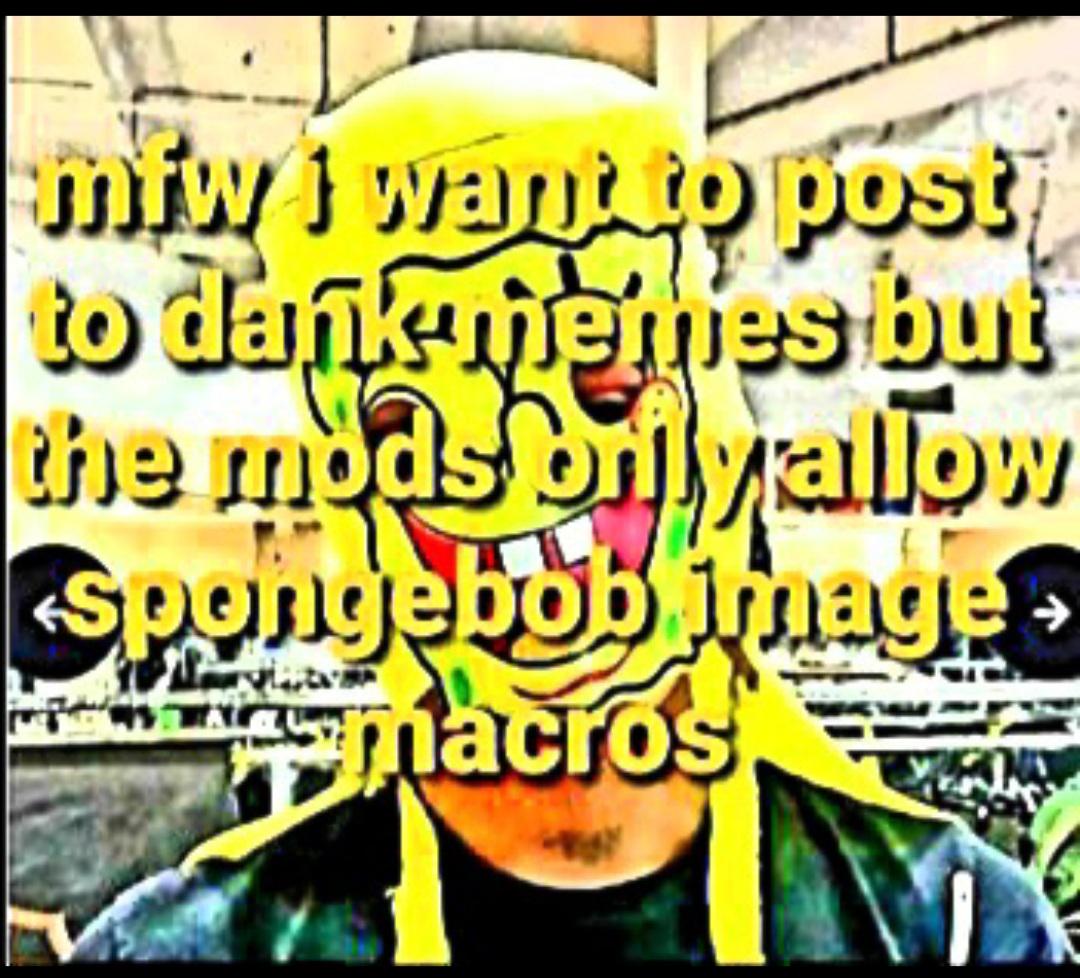 mfw i want to post
to dank memes but
the mods only allow
spongebob image
macros